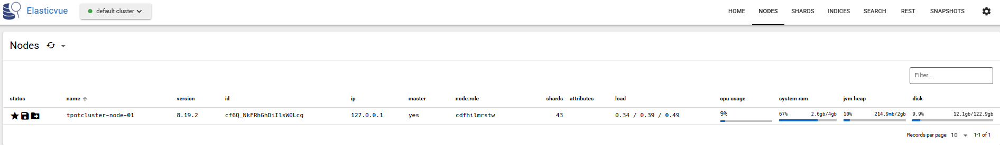 Elasticvue default cluster HOME NODES SHARDS INDICES SEARCH REST SNAPSHOTS
Nodes
Filter...
status name version id ip master node.role shards attributes load cpu usage system ram jvm heap disk
tpotcluster-node-01 8.19.2 cf6Q_NkFRhGhDiIlsW0Lcg 127.0.0.1 yes cdfhilmrstw 43 0.34 / 0.39 / 0.49 9% 67% 2.6gb/4gb 10% 214.9mb/2gb 9.9% 12.1gb/122.9gb
Records per page: 10 1-1 of 1